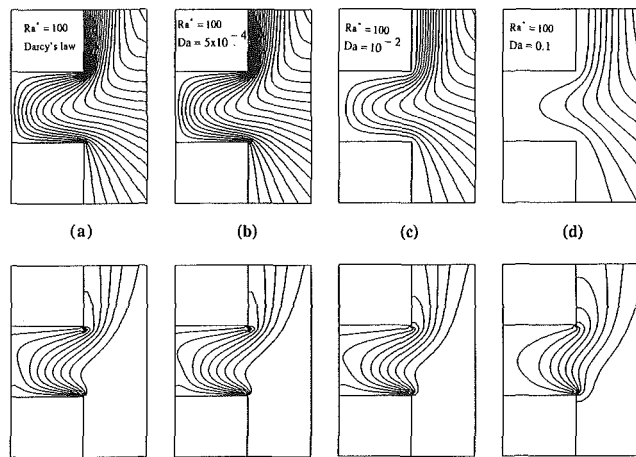 Ra* = 100
Darcy's law
Ra* = 100
Da = 5x10⁻⁴
Ra* = 100
Da = 10⁻²
Ra* = 100
Da = 0.1
(a)
(b)
(c)
(d)